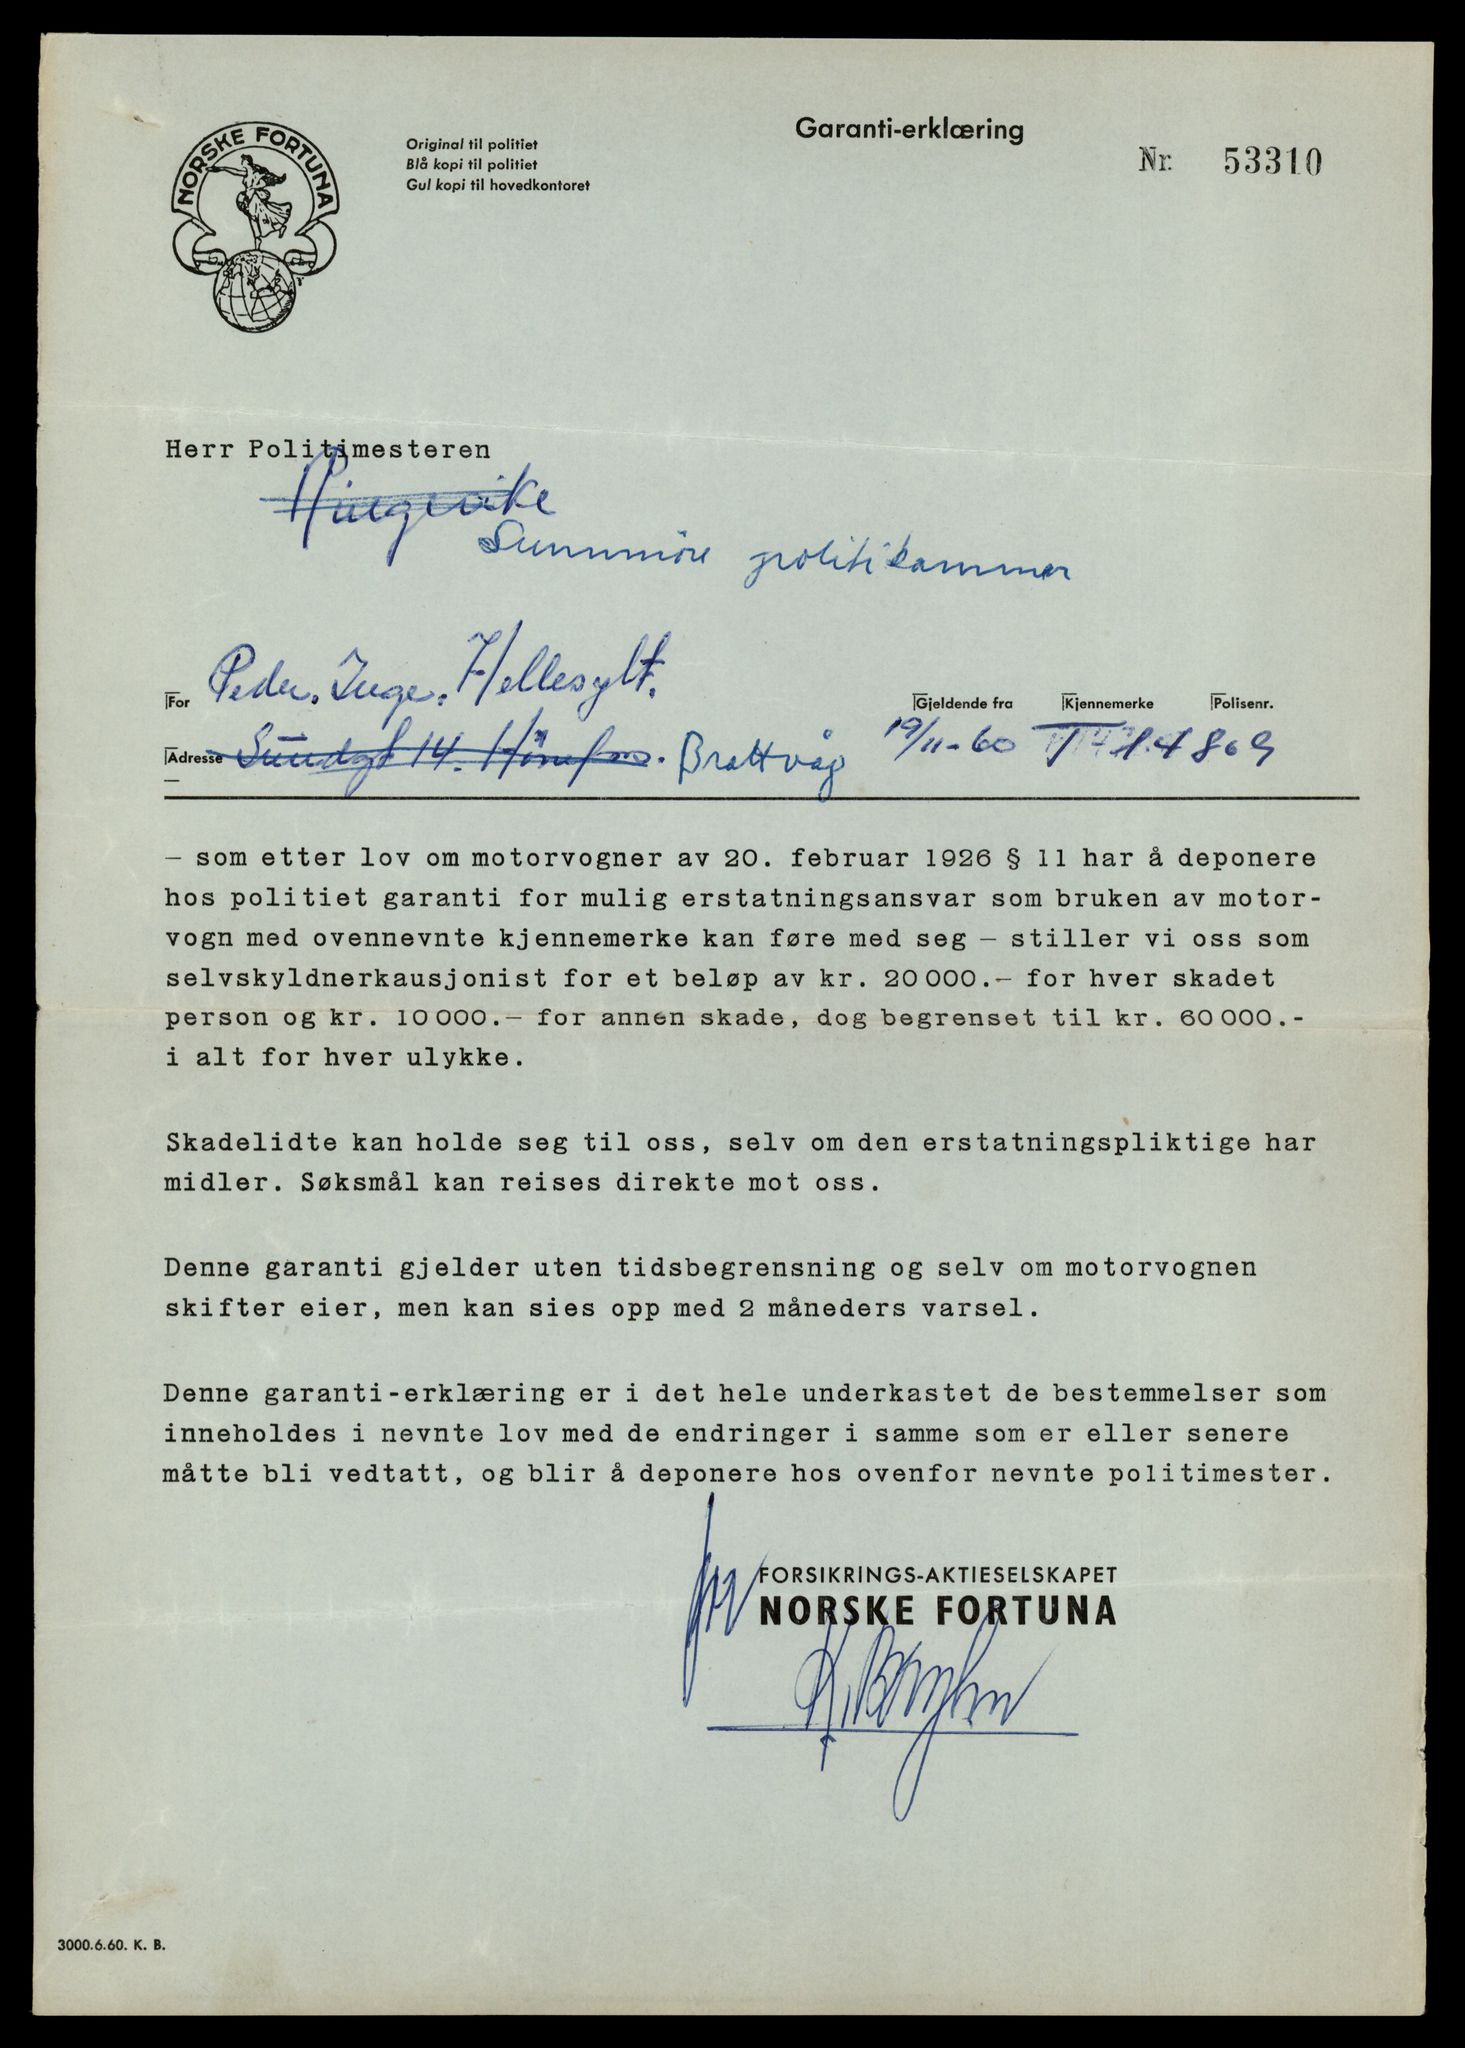 NORSKE FORTUNA
Original til politiet
Blå kopi til politiet
Gul kopi til hovedkontoret
Garanti-erklæring
Nr. 53310
Herr Politimesteren
Ringerike
Sunnmöre politikammer
For Peder. Inge. Hellesylt.
Gjeldende fra Kjennemerke Polisenr.
Adresse Sundgt 14. Hönefoss. Brattvåg 19/11-60 T 14869
– som etter lov om motorvogner av 20. februar 1926 § 11 har å deponere
hos politiet garanti for mulig erstatningsansvar som bruken av motor-
vogn med ovennevnte kjennemerke kan føre med seg – stiller vi oss som
selvskyldnerkausjonist for et beløp av kr. 20 000.– for hver skadet
person og kr. 10 000.– for annen skade, dog begrenset til kr. 60 000.-
i alt for hver ulykke.
Skadelidte kan holde seg til oss, selv om den erstatningspliktige har
midler. Søksmål kan reises direkte mot oss.
Denne garanti gjelder uten tidsbegrensning og selv om motorvognen
skifter eier, men kan sies opp med 2 måneders varsel.
Denne garanti-erklæring er i det hele underkastet de bestemmelser som
inneholdes i nevnte lov med de endringer i samme som er eller senere
måtte bli vedtatt, og blir å deponere hos ovenfor nevnte politimester.
for FORSIKRINGS-AKTIESELSKAPET
NORSKE FORTUNA
3000.6.60. K. B.